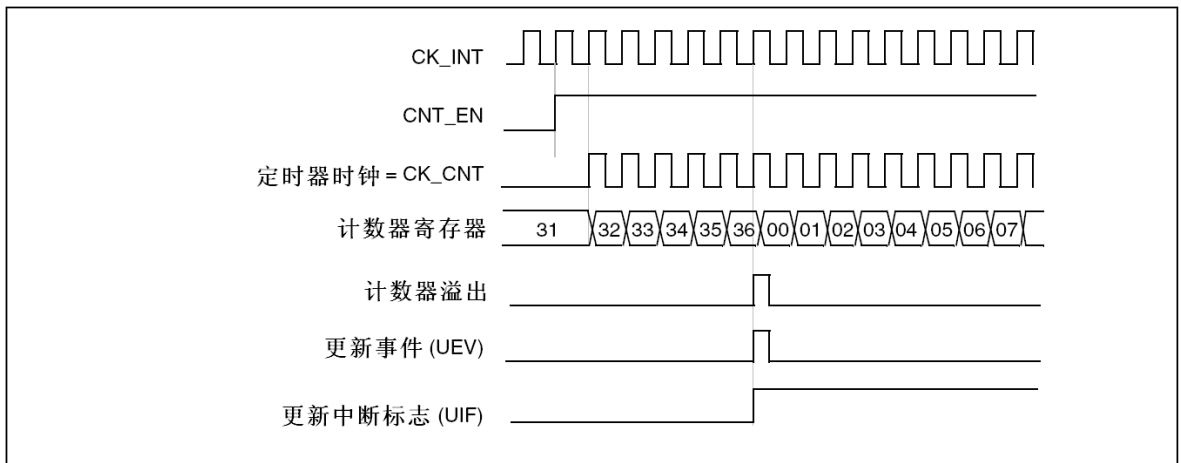 CK_INT
CNT_EN
定时器时钟 = CK_CNT
计数器寄存器 31 32 33 34 35 36 00 01 02 03 04 05 06 07
计数器溢出
更新事件 (UEV)
更新中断标志 (UIF)